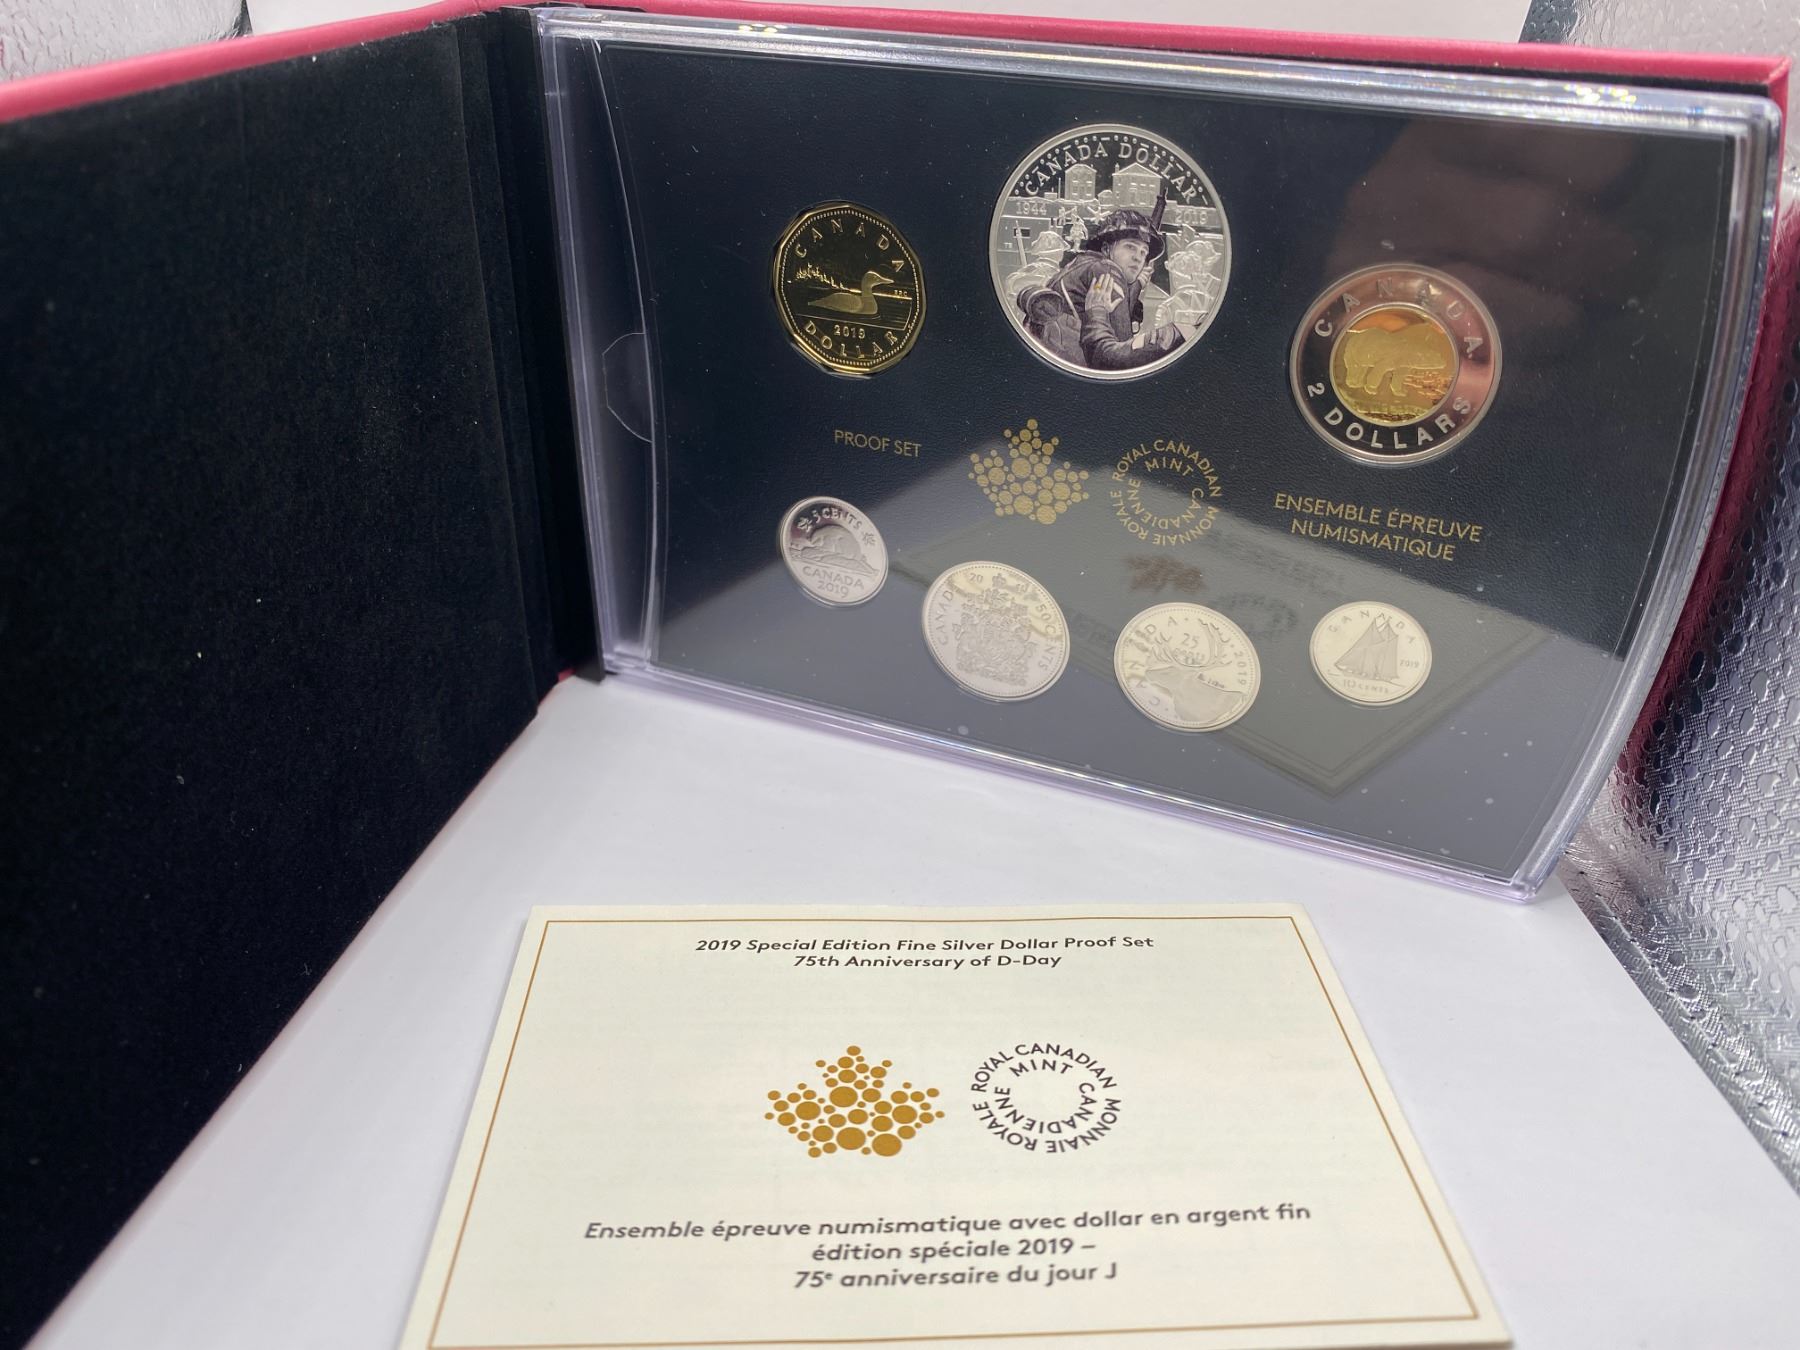 CANADA DOLLAR
1944 2019
CANADA
2019
DOLLAR
CANADA
2 DOLLARS
PROOF SET
ROYAL CANADIAN MINT
MONNAIE ROYALE CANADIENNE
ENSEMBLE ÉPREUVE
NUMISMATIQUE
5 CENTS
CANADA
2019
CANADA
20
50 CENTS
CANADA
25
2019
CANADA
2019
10 CENTS
2019 Special Edition Fine Silver Dollar Proof Set
75th Anniversary of D-Day
ROYAL CANADIAN MINT
MONNAIE ROYALE CANADIENNE
Ensemble épreuve numismatique avec dollar en argent fin
édition spéciale 2019 –
75e anniversaire du jour J